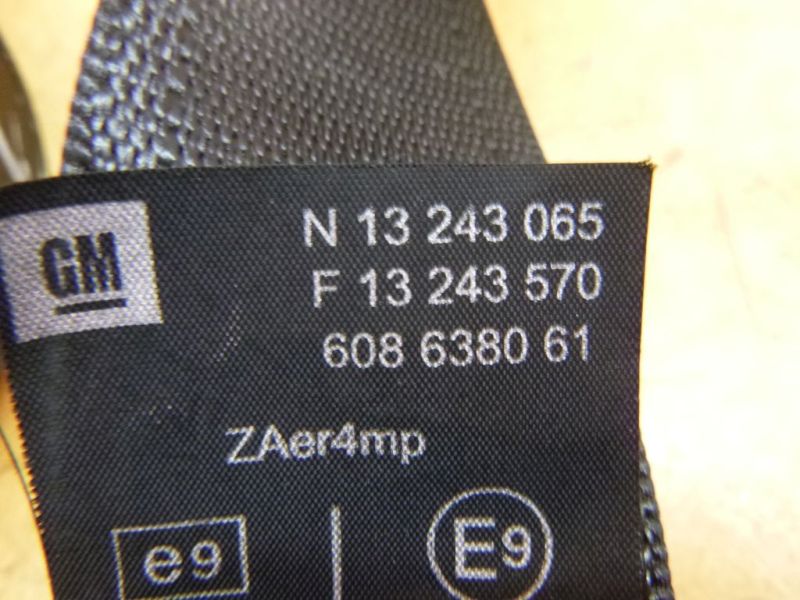 GM
N 13 243 065
F 13 243 570
608 6380 61
ZAer4mp
e9 E9